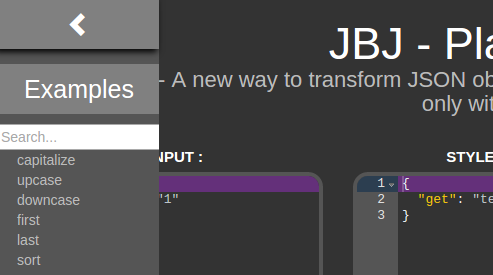 JBJ - Pla
Examples
- A new way to transform JSON ob
only wit
Search...
capitalize
upcase
downcase
first
last
sort
NPUT :
"1"
STYLE
1 {
2 "get": "te
3 }